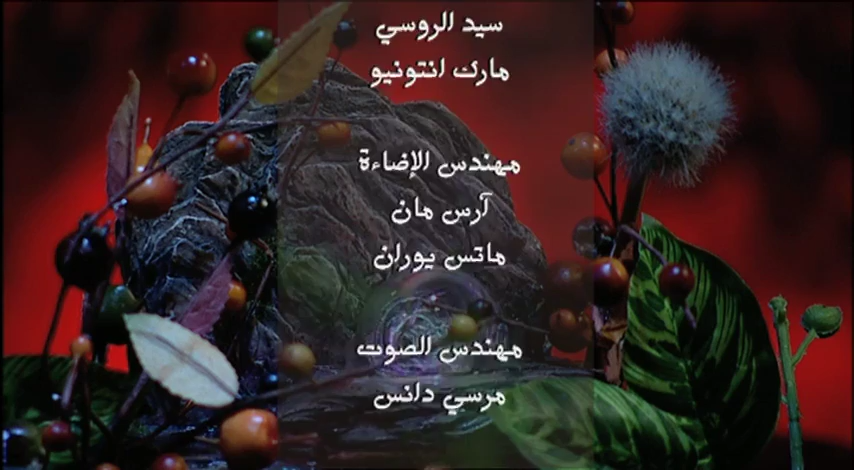 سيد الروسي
مارك انتونيو
مهندس الإضاءة
آرس مان
ماتس يوران
مهندس الصوت
مرسي دانس